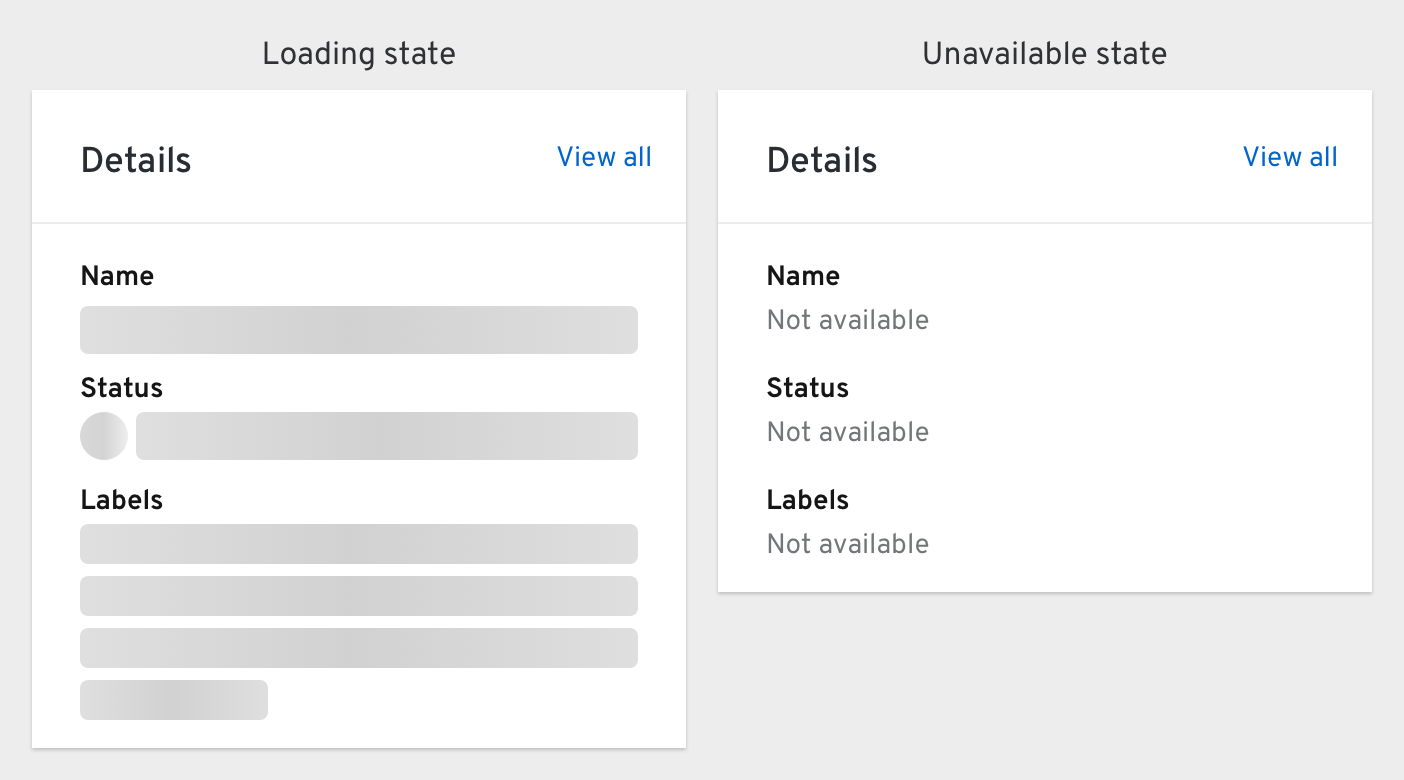 Loading state
Details
View all
Name
Status
Labels
Unavailable state
Details
View all
Name
Not available
Status
Not available
Labels
Not available